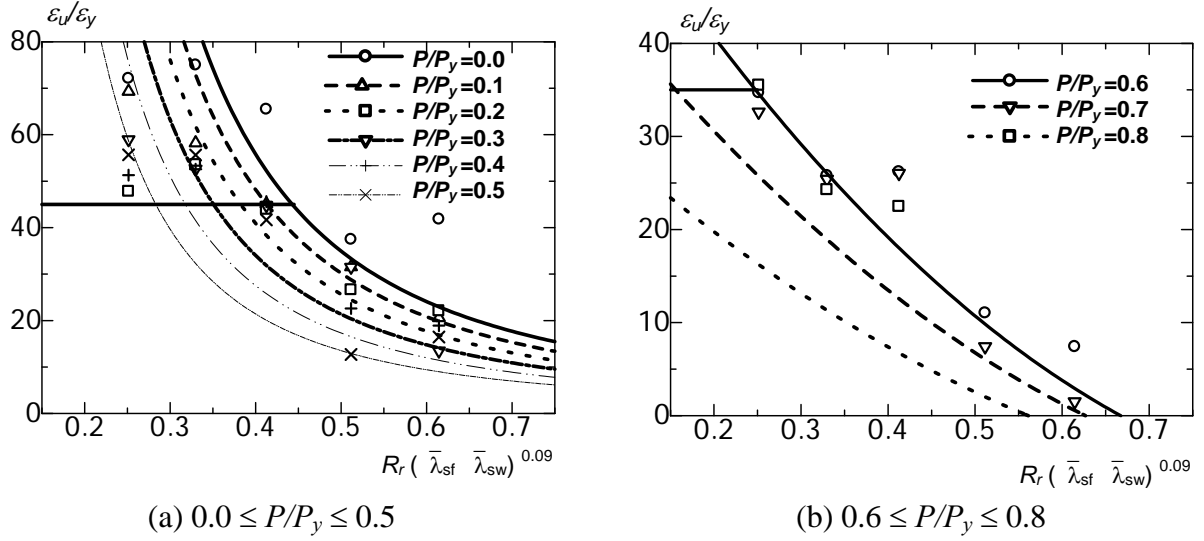 εu/εy
80
60
40
20
0
0.2 0.3 0.4 0.5 0.6 0.7
P/Py=0.0
P/Py=0.1
P/Py=0.2
P/Py=0.3
P/Py=0.4
P/Py=0.5
Rr ( λ̄sf λ̄sw) 0.09
(a) 0.0 ≤ P/Py ≤ 0.5
εu/εy
40
30
20
10
0
0.2 0.3 0.4 0.5 0.6 0.7
P/Py=0.6
P/Py=0.7
P/Py=0.8
Rr ( λ̄sf λ̄sw) 0.09
(b) 0.6 ≤ P/Py ≤ 0.8